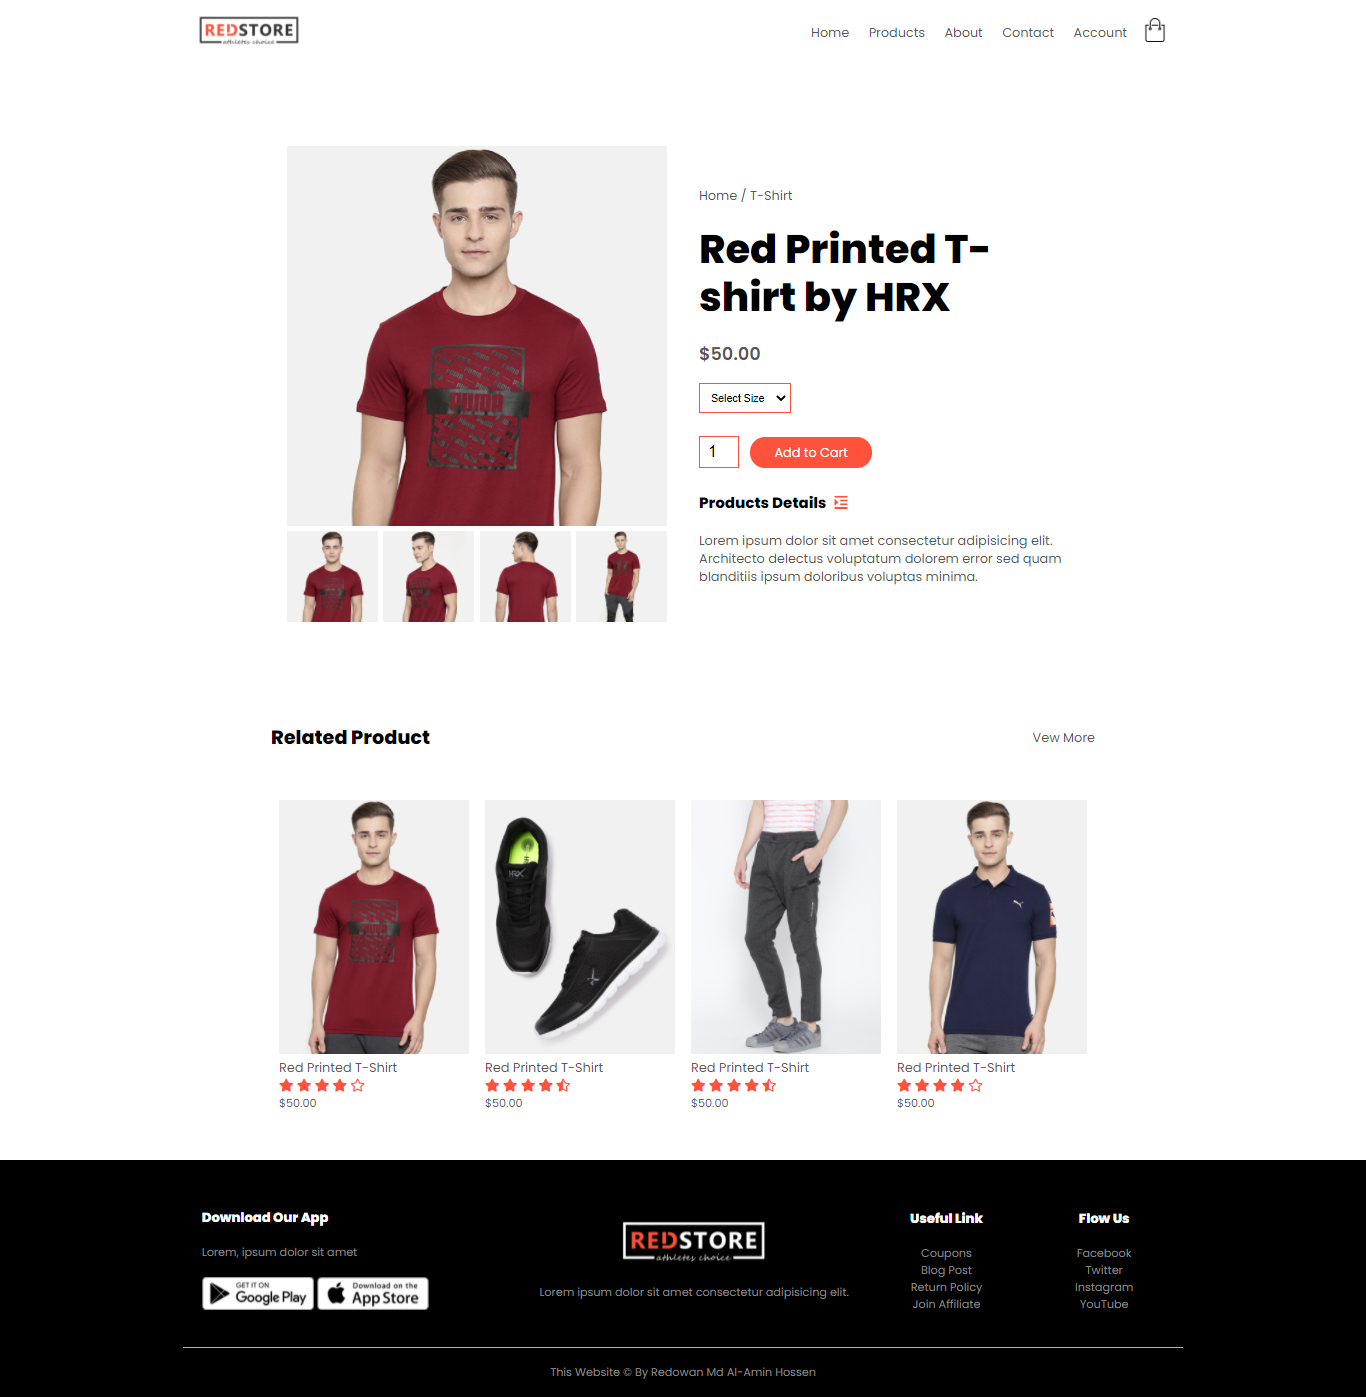 REDSTORE
athletes choice
Home Products About Contact Account
Home / T-Shirt
Red Printed T-
shirt by HRX
$50.00
Select Size
1
Add to Cart
Products Details
Lorem ipsum dolor sit amet consectetur adipisicing elit.
Architecto delectus voluptatum dolorem error sed quam
blanditiis ipsum doloribus voluptas minima.
PUMA
Related Product
Vew More
HRX
Red Printed T-Shirt
$50.00
Red Printed T-Shirt
$50.00
Red Printed T-Shirt
$50.00
Red Printed T-Shirt
$50.00
Download Our App
Lorem, ipsum dolor sit amet
GET IT ON
Google Play
Download on the
App Store
REDSTORE
athletes choice
Lorem ipsum dolor sit amet consectetur adipisicing elit.
Useful Link
Coupons
Blog Post
Return Policy
Join Affiliate
Flow Us
Facebook
Twitter
Instagram
YouTube
This Website © By Redowan Md Al-Amin Hossen